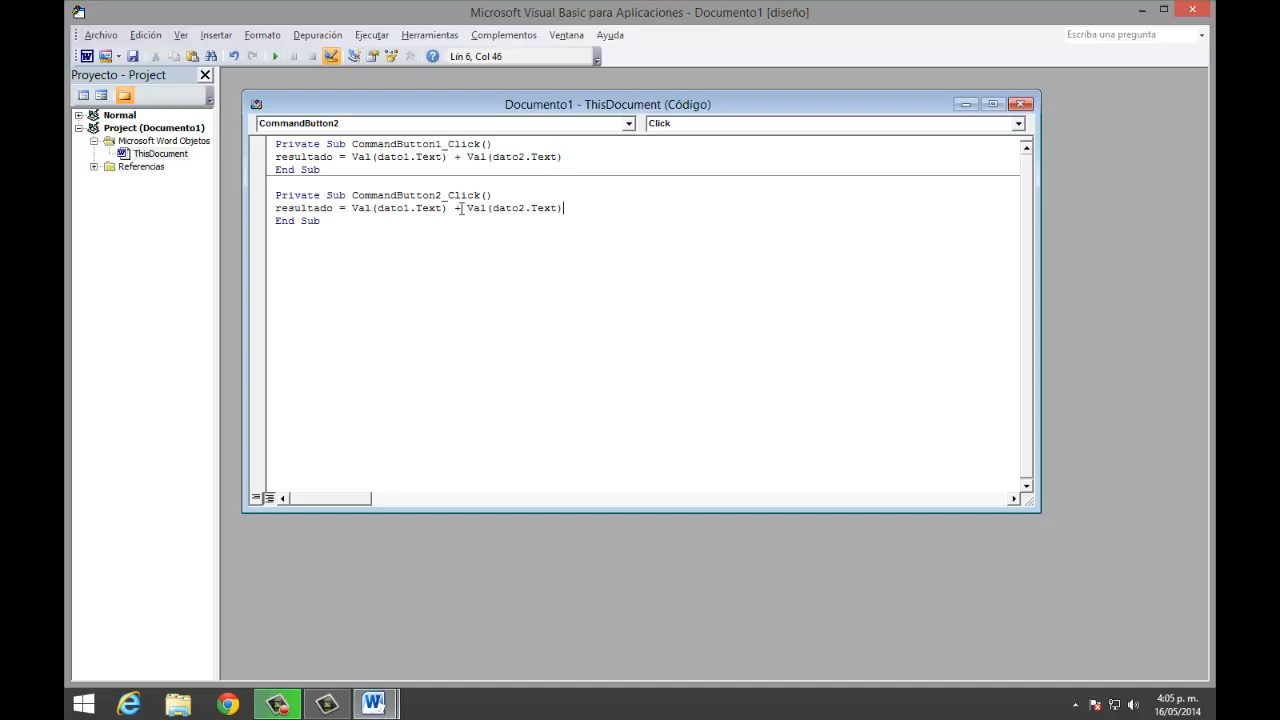 Microsoft Visual Basic para Aplicaciones - Documento1 [diseño]
Archivo Edición Ver Insertar Formato Depuración Ejecutar Herramientas Complementos Ventana Ayuda
Escriba una pregunta
Lín 6, Col 46
Proyecto - Project
Normal
Project (Documento1)
Microsoft Word Objetos
ThisDocument
Referencias
Documento1 - ThisDocument (Código)
CommandButton2
Click
Private Sub CommandButton1_Click()
resultado = Val(dato1.Text) + Val(dato2.Text)
End Sub
Private Sub CommandButton2_Click()
resultado = Val(dato1.Text) + Val(dato2.Text)
End Sub
4:05 p. m.
16/05/2014